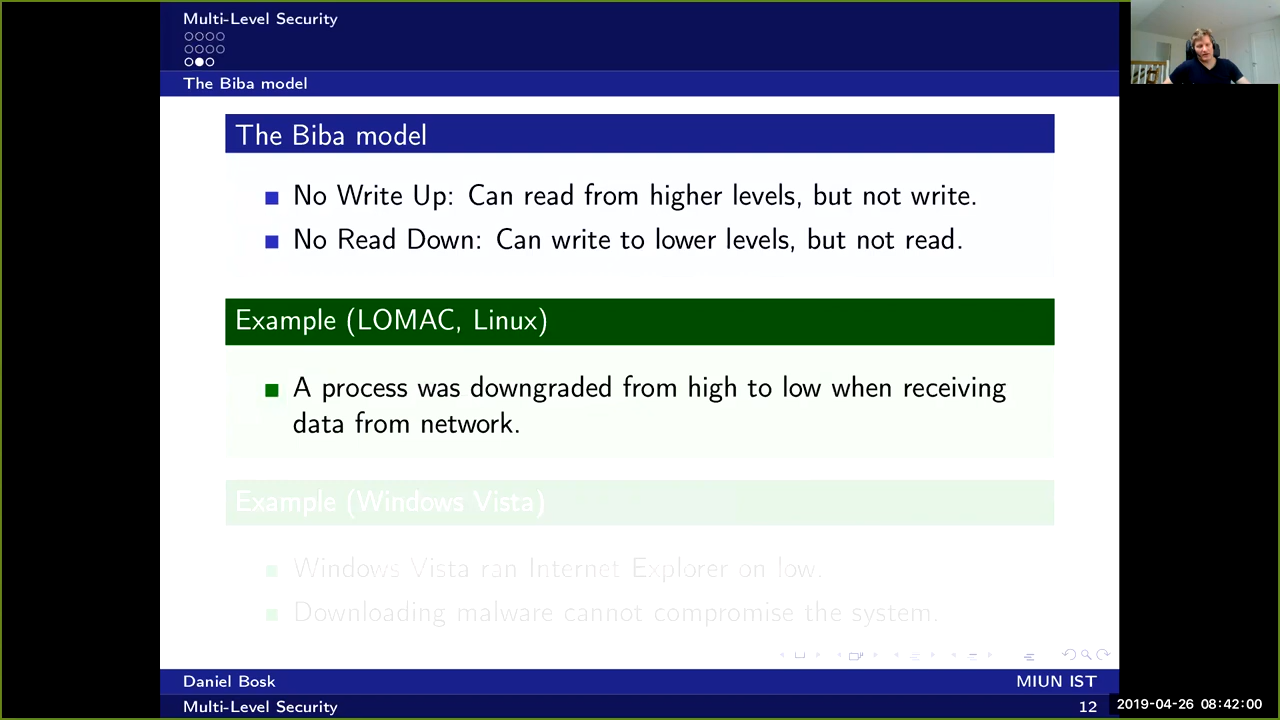 Multi-Level Security
The Biba model
The Biba model
No Write Up: Can read from higher levels, but not write.
No Read Down: Can write to lower levels, but not read.
Example (LOMAC, Linux)
A process was downgraded from high to low when receiving
data from network.
Example (Windows Vista)
Windows Vista ran Internet Explorer on low.
Downloading malware cannot compromise the system.
Daniel Bosk
MIUN IST
Multi-Level Security
12
2019-04-26 08:42:00